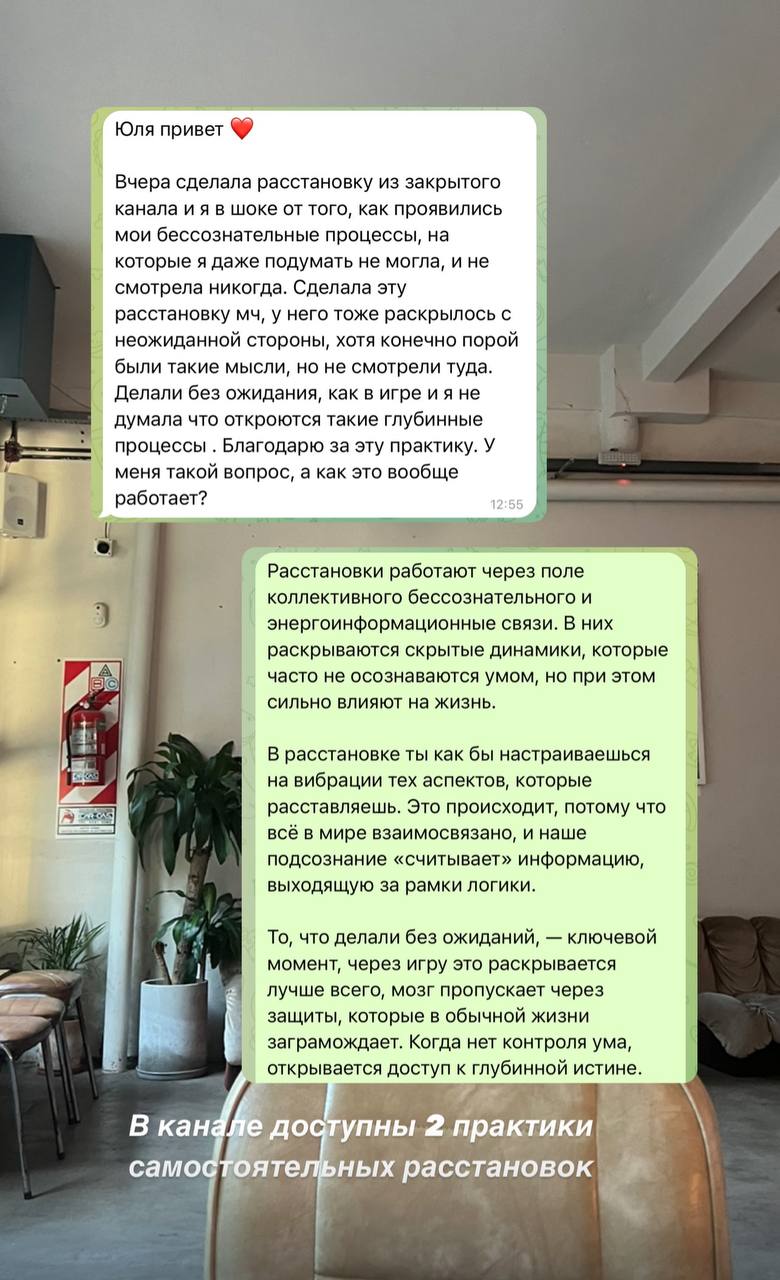 Юля привет ❤️
Вчера сделала расстановку из закрытого
канала и я в шоке от того, как проявились
мои бессознательные процессы, на
которые я даже подумать не могла, и не
смотрела никогда. Сделала эту
расстановку мч, у него тоже раскрылось с
неожиданной стороны, хотя конечно порой
были такие мысли, но не смотрели туда.
Делали без ожидания, как в игре и я не
думала что откроются такие глубинные
процессы . Благодарю за эту практику. У
меня такой вопрос, а как это вообще
работает?
12:55
Расстановки работают через поле
коллективного бессознательного и
энергоинформационные связи. В них
раскрываются скрытые динамики, которые
часто не осознаваются умом, но при этом
сильно влияют на жизнь.
В расстановке ты как бы настраиваешься
на вибрации тех аспектов, которые
расставляешь. Это происходит, потому что
всё в мире взаимосвязано, и наше
подсознание «считывает» информацию,
выходящую за рамки логики.
То, что делали без ожиданий, — ключевой
момент, через игру это раскрывается
лучше всего, мозг пропускает через
защиты, которые в обычной жизни
заграмождает. Когда нет контроля ума,
открывается доступ к глубинной истине.
В канале доступны 2 практики
самостоятельных расстановок